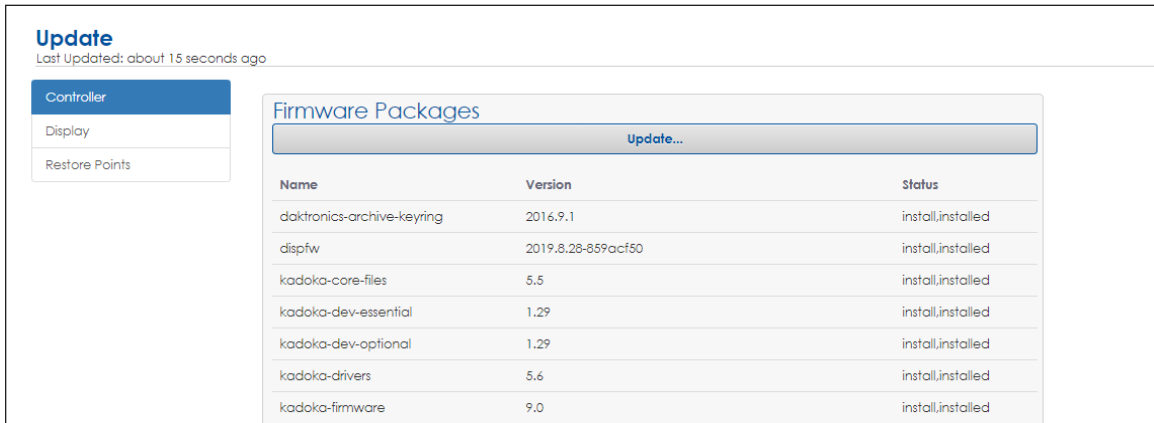 Update
Last Updated: about 15 seconds ago
Controller
Display
Restore Points
Firmware Packages
Update...
Name Version Status
daktronics-archive-keyring 2016.9.1 install,installed
dispfw 2019.8.28-859acf50 install,installed
kadoka-core-files 5.5 install,installed
kadoka-dev-essential 1.29 install,installed
kadoka-dev-optional 1.29 install,installed
kadoka-drivers 5.6 install,installed
kadoka-firmware 9.0 install,installed